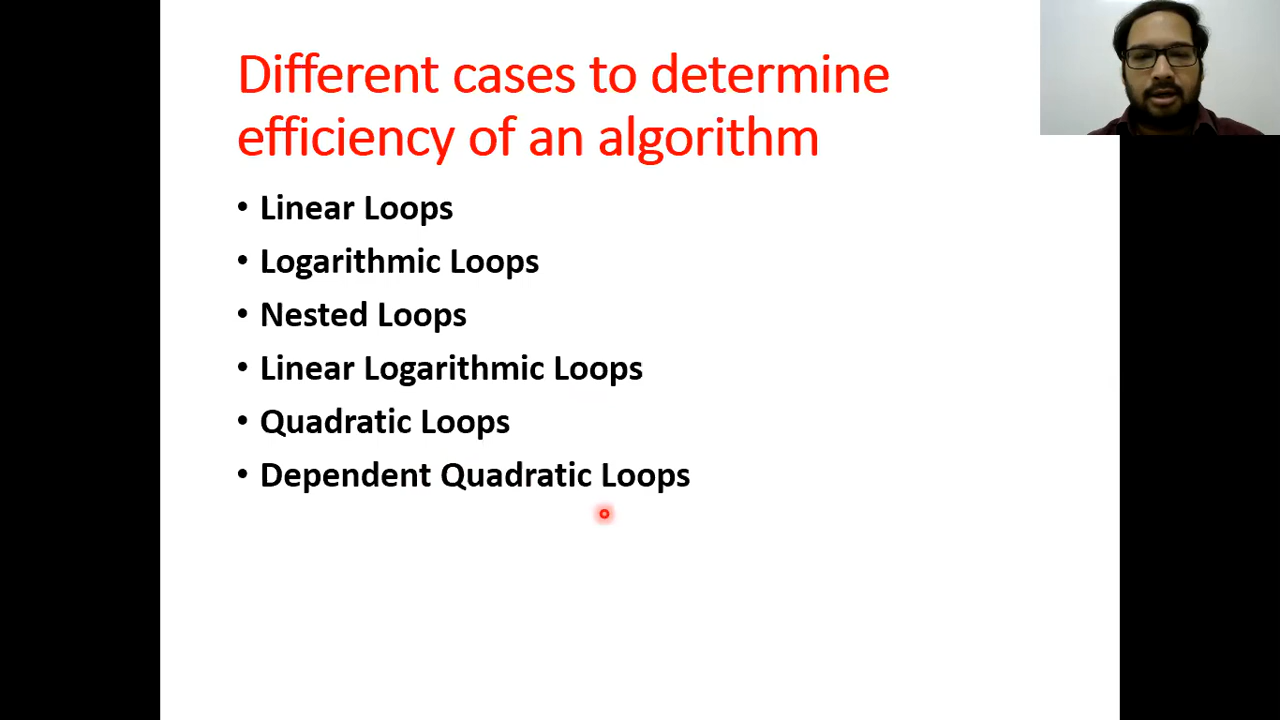 Different cases to determine
efficiency of an algorithm
• Linear Loops
• Logarithmic Loops
• Nested Loops
• Linear Logarithmic Loops
• Quadratic Loops
• Dependent Quadratic Loops